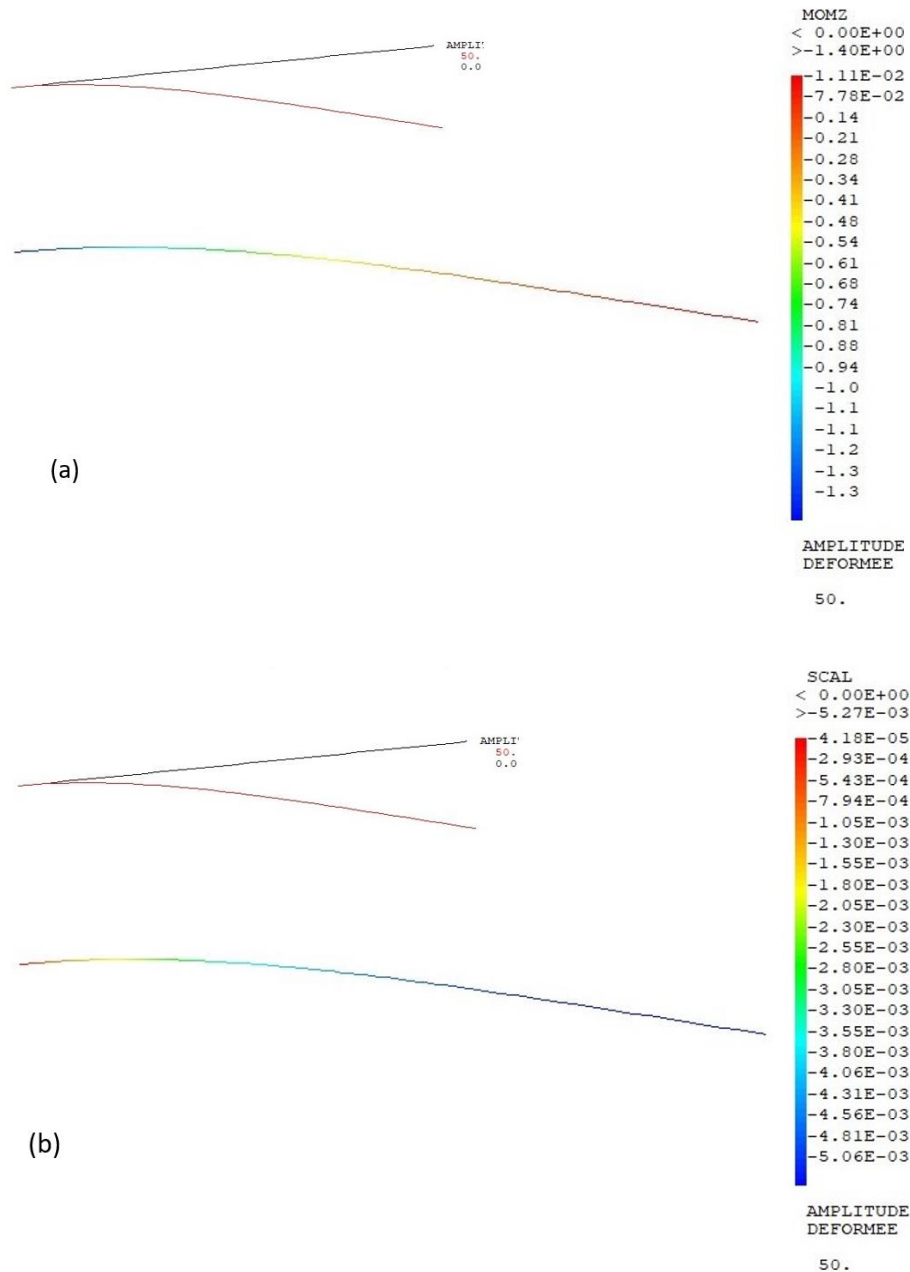 MOMZ
< 0.00E+00
>-1.40E+00
-1.11E-02
-7.78E-02
-0.14
-0.21
-0.28
-0.34
-0.41
-0.48
-0.54
-0.61
-0.68
-0.74
-0.81
-0.88
-0.94
-1.0
-1.1
-1.1
-1.2
-1.3
-1.3
AMPLITUDE
DEFORMEE
50.
AMPLI
50.
0.0
(a)
SCAL
< 0.00E+00
>-5.27E-03
-4.18E-05
-2.93E-04
-5.43E-04
-7.94E-04
-1.05E-03
-1.30E-03
-1.55E-03
-1.80E-03
-2.05E-03
-2.30E-03
-2.55E-03
-2.80E-03
-3.05E-03
-3.30E-03
-3.55E-03
-3.80E-03
-4.06E-03
-4.31E-03
-4.56E-03
-4.81E-03
-5.06E-03
AMPLITUDE
DEFORMEE
50.
AMPLI
50.
0.0
(b)